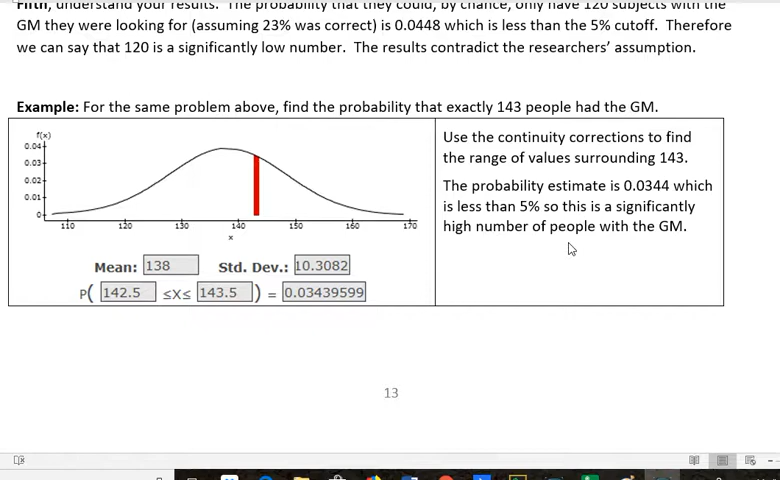 Fifth, understand your results. The probability that they could, by chance, only have 120 subjects with the
GM they were looking for (assuming 23% was correct) is 0.0448 which is less than the 5% cutoff. Therefore
we can say that 120 is a significantly low number. The results contradict the researchers' assumption.
Example: For the same problem above, find the probability that exactly 143 people had the GM.
f(x)
0.04
0.03
0.02
0.01
0
110 120 130 140 150 160 170
x
Mean: 138 Std. Dev.: 10.3082
P( 142.5 ≤X≤ 143.5 ) = 0.03439599
Use the continuity corrections to find
the range of values surrounding 143.
The probability estimate is 0.0344 which
is less than 5% so this is a significantly
high number of people with the GM.
13